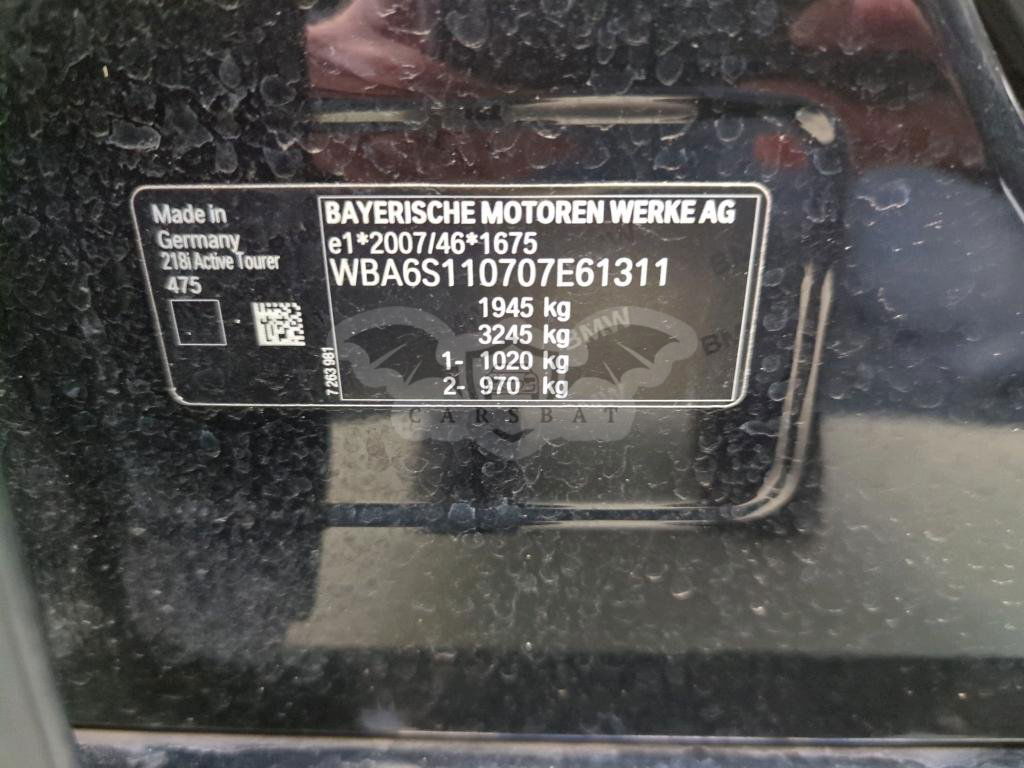 Made in
Germany
218i Active Tourer
475
7 263 981
BAYERISCHE MOTOREN WERKE AG
e1*2007/46*1675
WBA6S110707E61311
1945 kg
3245 kg
1- 1020 kg
2- 970 kg
BMW
CARSBAT